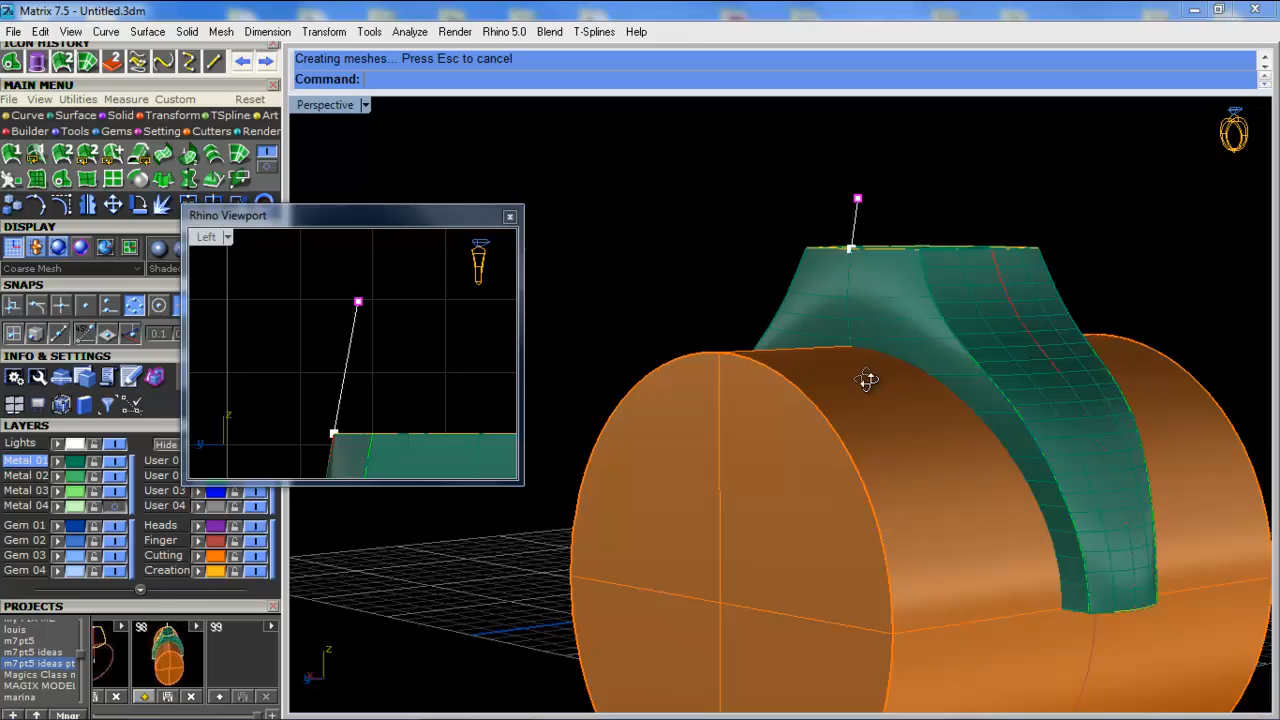 Matrix 7.5 - Untitled.3dm
File Edit View Curve Surface Solid Mesh Dimension Transform Tools Analyze Render Rhino 5.0 Blend T-Splines Help
ICON HISTORY
Creating meshes... Press Esc to cancel
Command:
MAIN MENU
File View Utilities Measure Custom Reset
Curve Surface Solid Transform TSpline Art
Builder Tools Gems Setting Cutters Render
Perspective
Rhino Viewport
Left
z
y
DISPLAY
Coarse Mesh
SNAPS
0.1
INFO & SETTINGS
LAYERS
Lights Hide
Metal 01 User 0
Metal 02 User 0
Metal 03 User 03
Metal 04 User 04
Gem 01 Heads
Gem 02 Finger
Gem 03 Cutting
Gem 04 Creation
PROJECTS
louis
m7pt5
m7pt5 ideas
m7pt5 ideas pt
Magics Class n
MAGIX MODEL
marina
98
99
Mngr
z